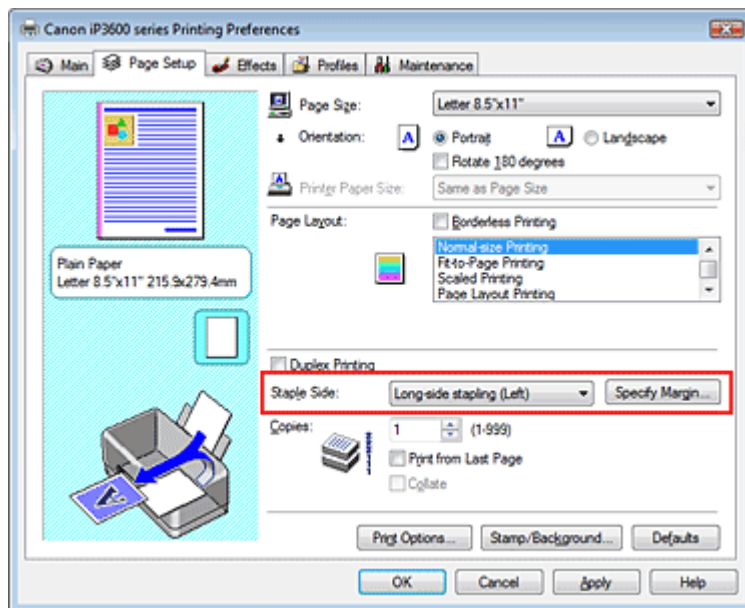 Canon iP3600 series Printing Preferences
Main Page Setup Effects Profiles Maintenance
Page Size: Letter 8.5"x11"
Orientation: A Portrait A Landscape
Rotate 180 degrees
Printer Paper Size: Same as Page Size
Page Layout: Borderless Printing
Normal-size Printing
Fit-to-Page Printing
Scaled Printing
Page Layout Printing
Plain Paper
Letter 8.5"x11" 215.9x279.4mm
Duplex Printing
Staple Side: Long-side stapling (Left) Specify Margin...
Copies: 1 (1-999)
Print from Last Page
Collate
Print Options... Stamp/Background... Defaults
OK Cancel Apply Help